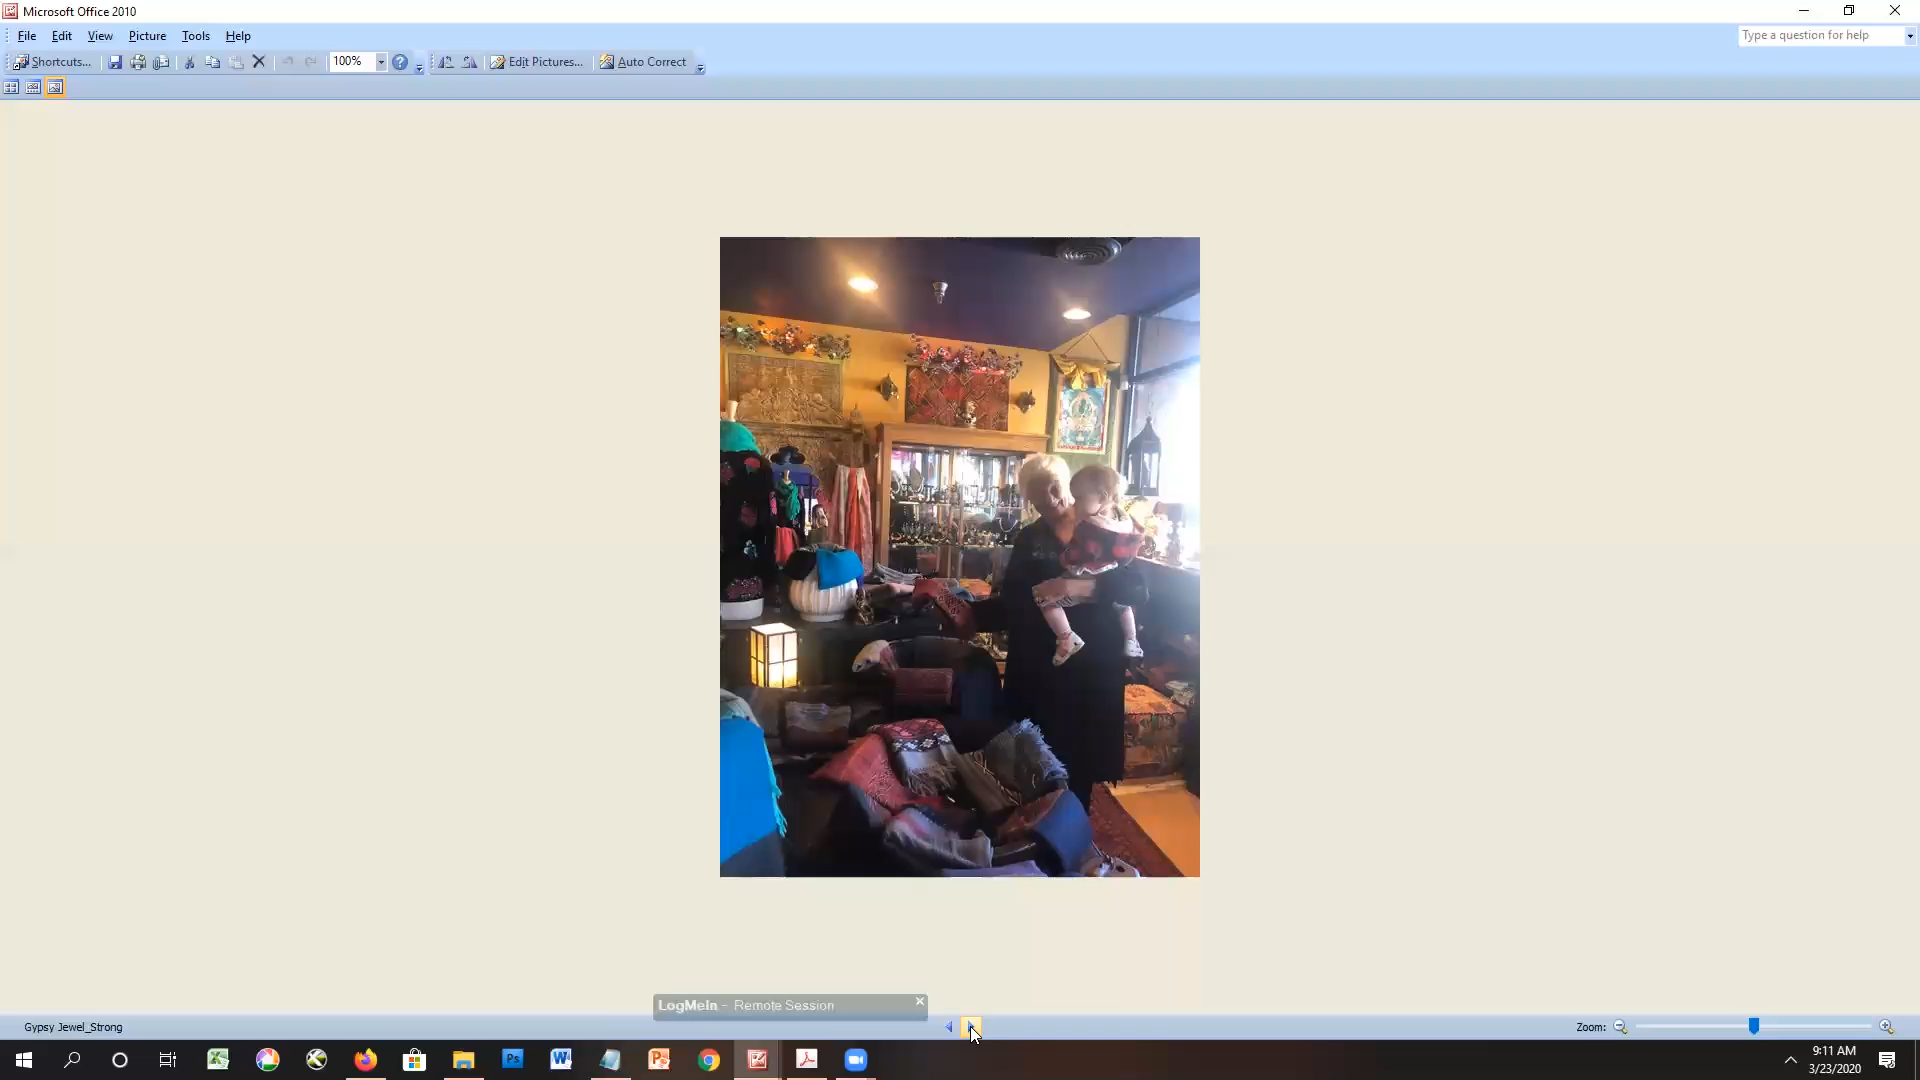 Microsoft Office 2010
File Edit View Picture Tools Help
Type a question for help
Shortcuts... 100% Edit Pictures... Auto Correct
LogMeIn - Remote Session
Gypsy Jewel_Strong
Zoom:
9:11 AM
3/23/2020